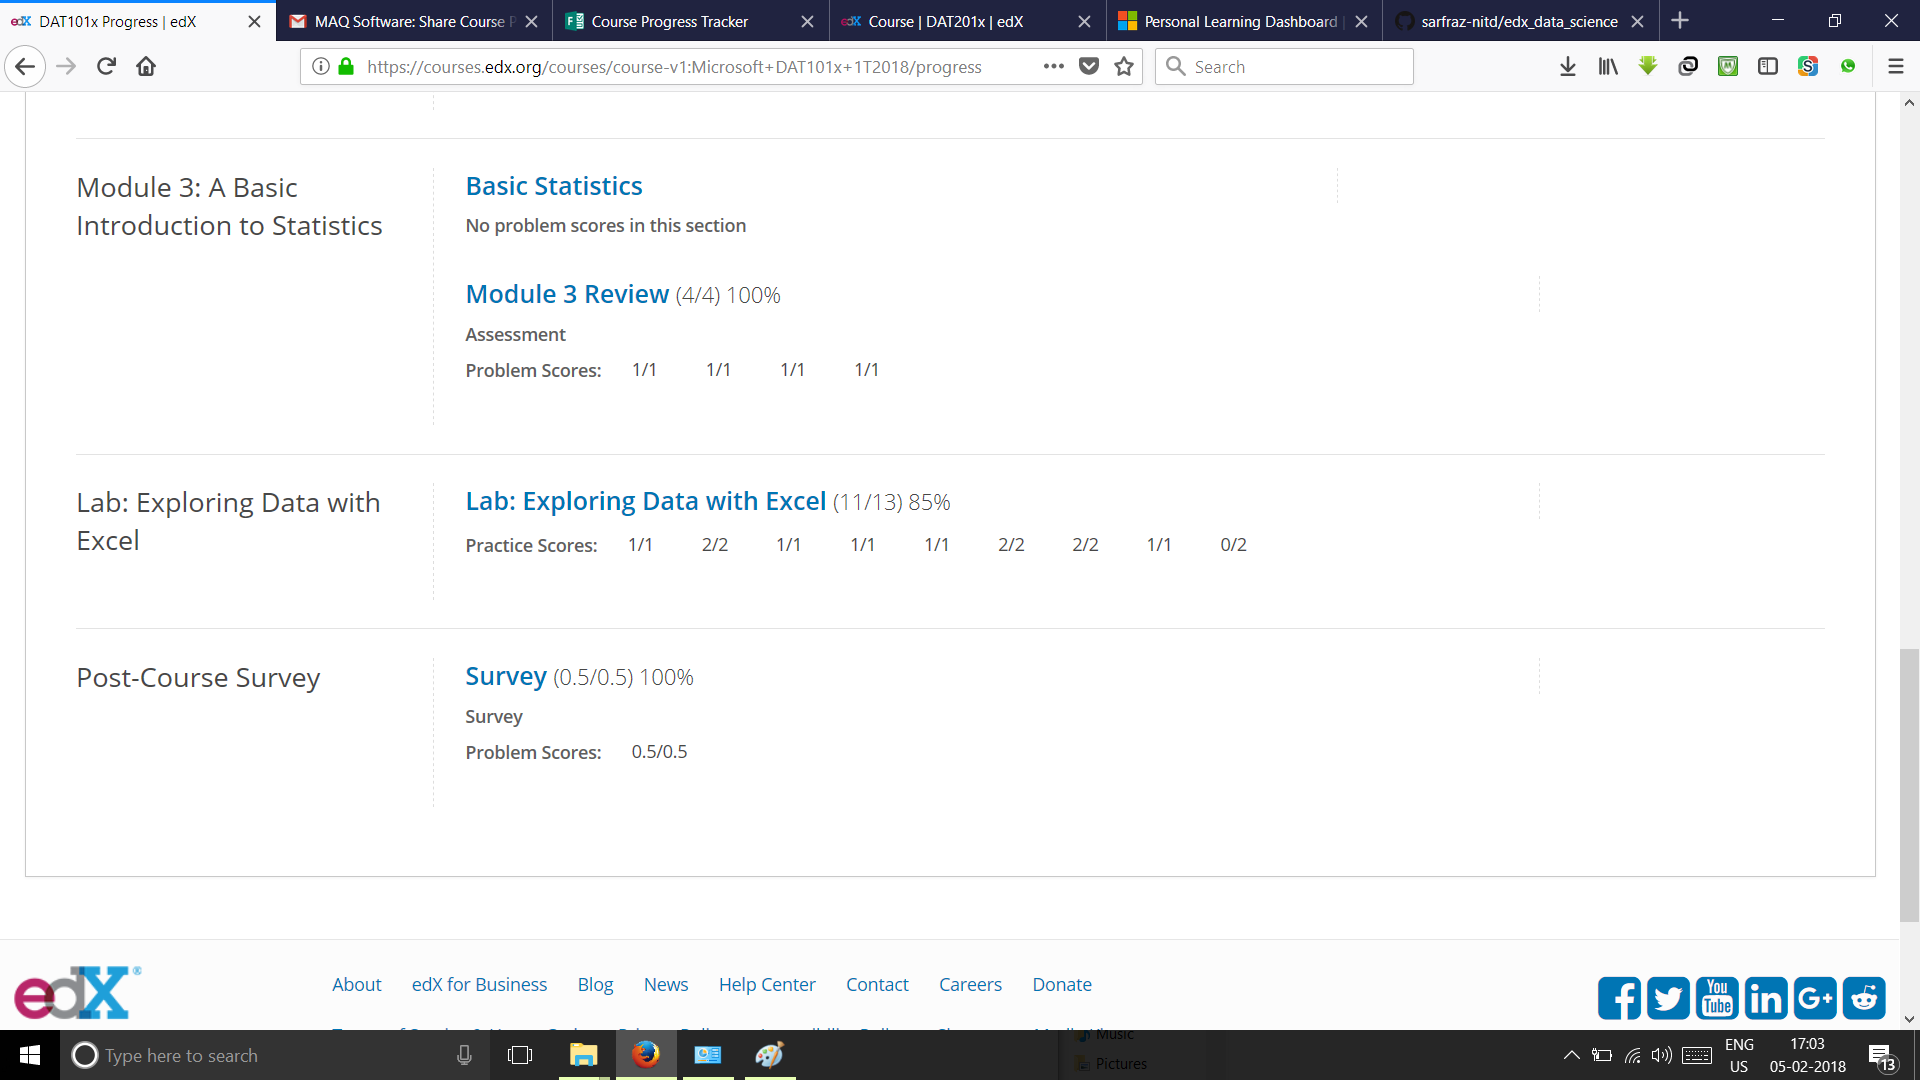 DAT101x Progress | edX
MAQ Software: Share Course P
Course Progress Tracker
Course | DAT201x | edX
Personal Learning Dashboard |
sarfraz-nitd/edx_data_science
https://courses.edx.org/courses/course-v1:Microsoft+DAT101x+1T2018/progress
Search
Module 3: A Basic
Introduction to Statistics
Basic Statistics
No problem scores in this section
Module 3 Review (4/4) 100%
Assessment
Problem Scores: 1/1 1/1 1/1 1/1
Lab: Exploring Data with
Excel
Lab: Exploring Data with Excel (11/13) 85%
Practice Scores: 1/1 2/2 1/1 1/1 1/1 2/2 2/2 1/1 0/2
Post-Course Survey
Survey (0.5/0.5) 100%
Survey
Problem Scores: 0.5/0.5
edX
About edX for Business Blog News Help Center Contact Careers Donate
You Tube
in
G+
Music
Pictures
Type here to search
ENG
US
17:03
05-02-2018
13